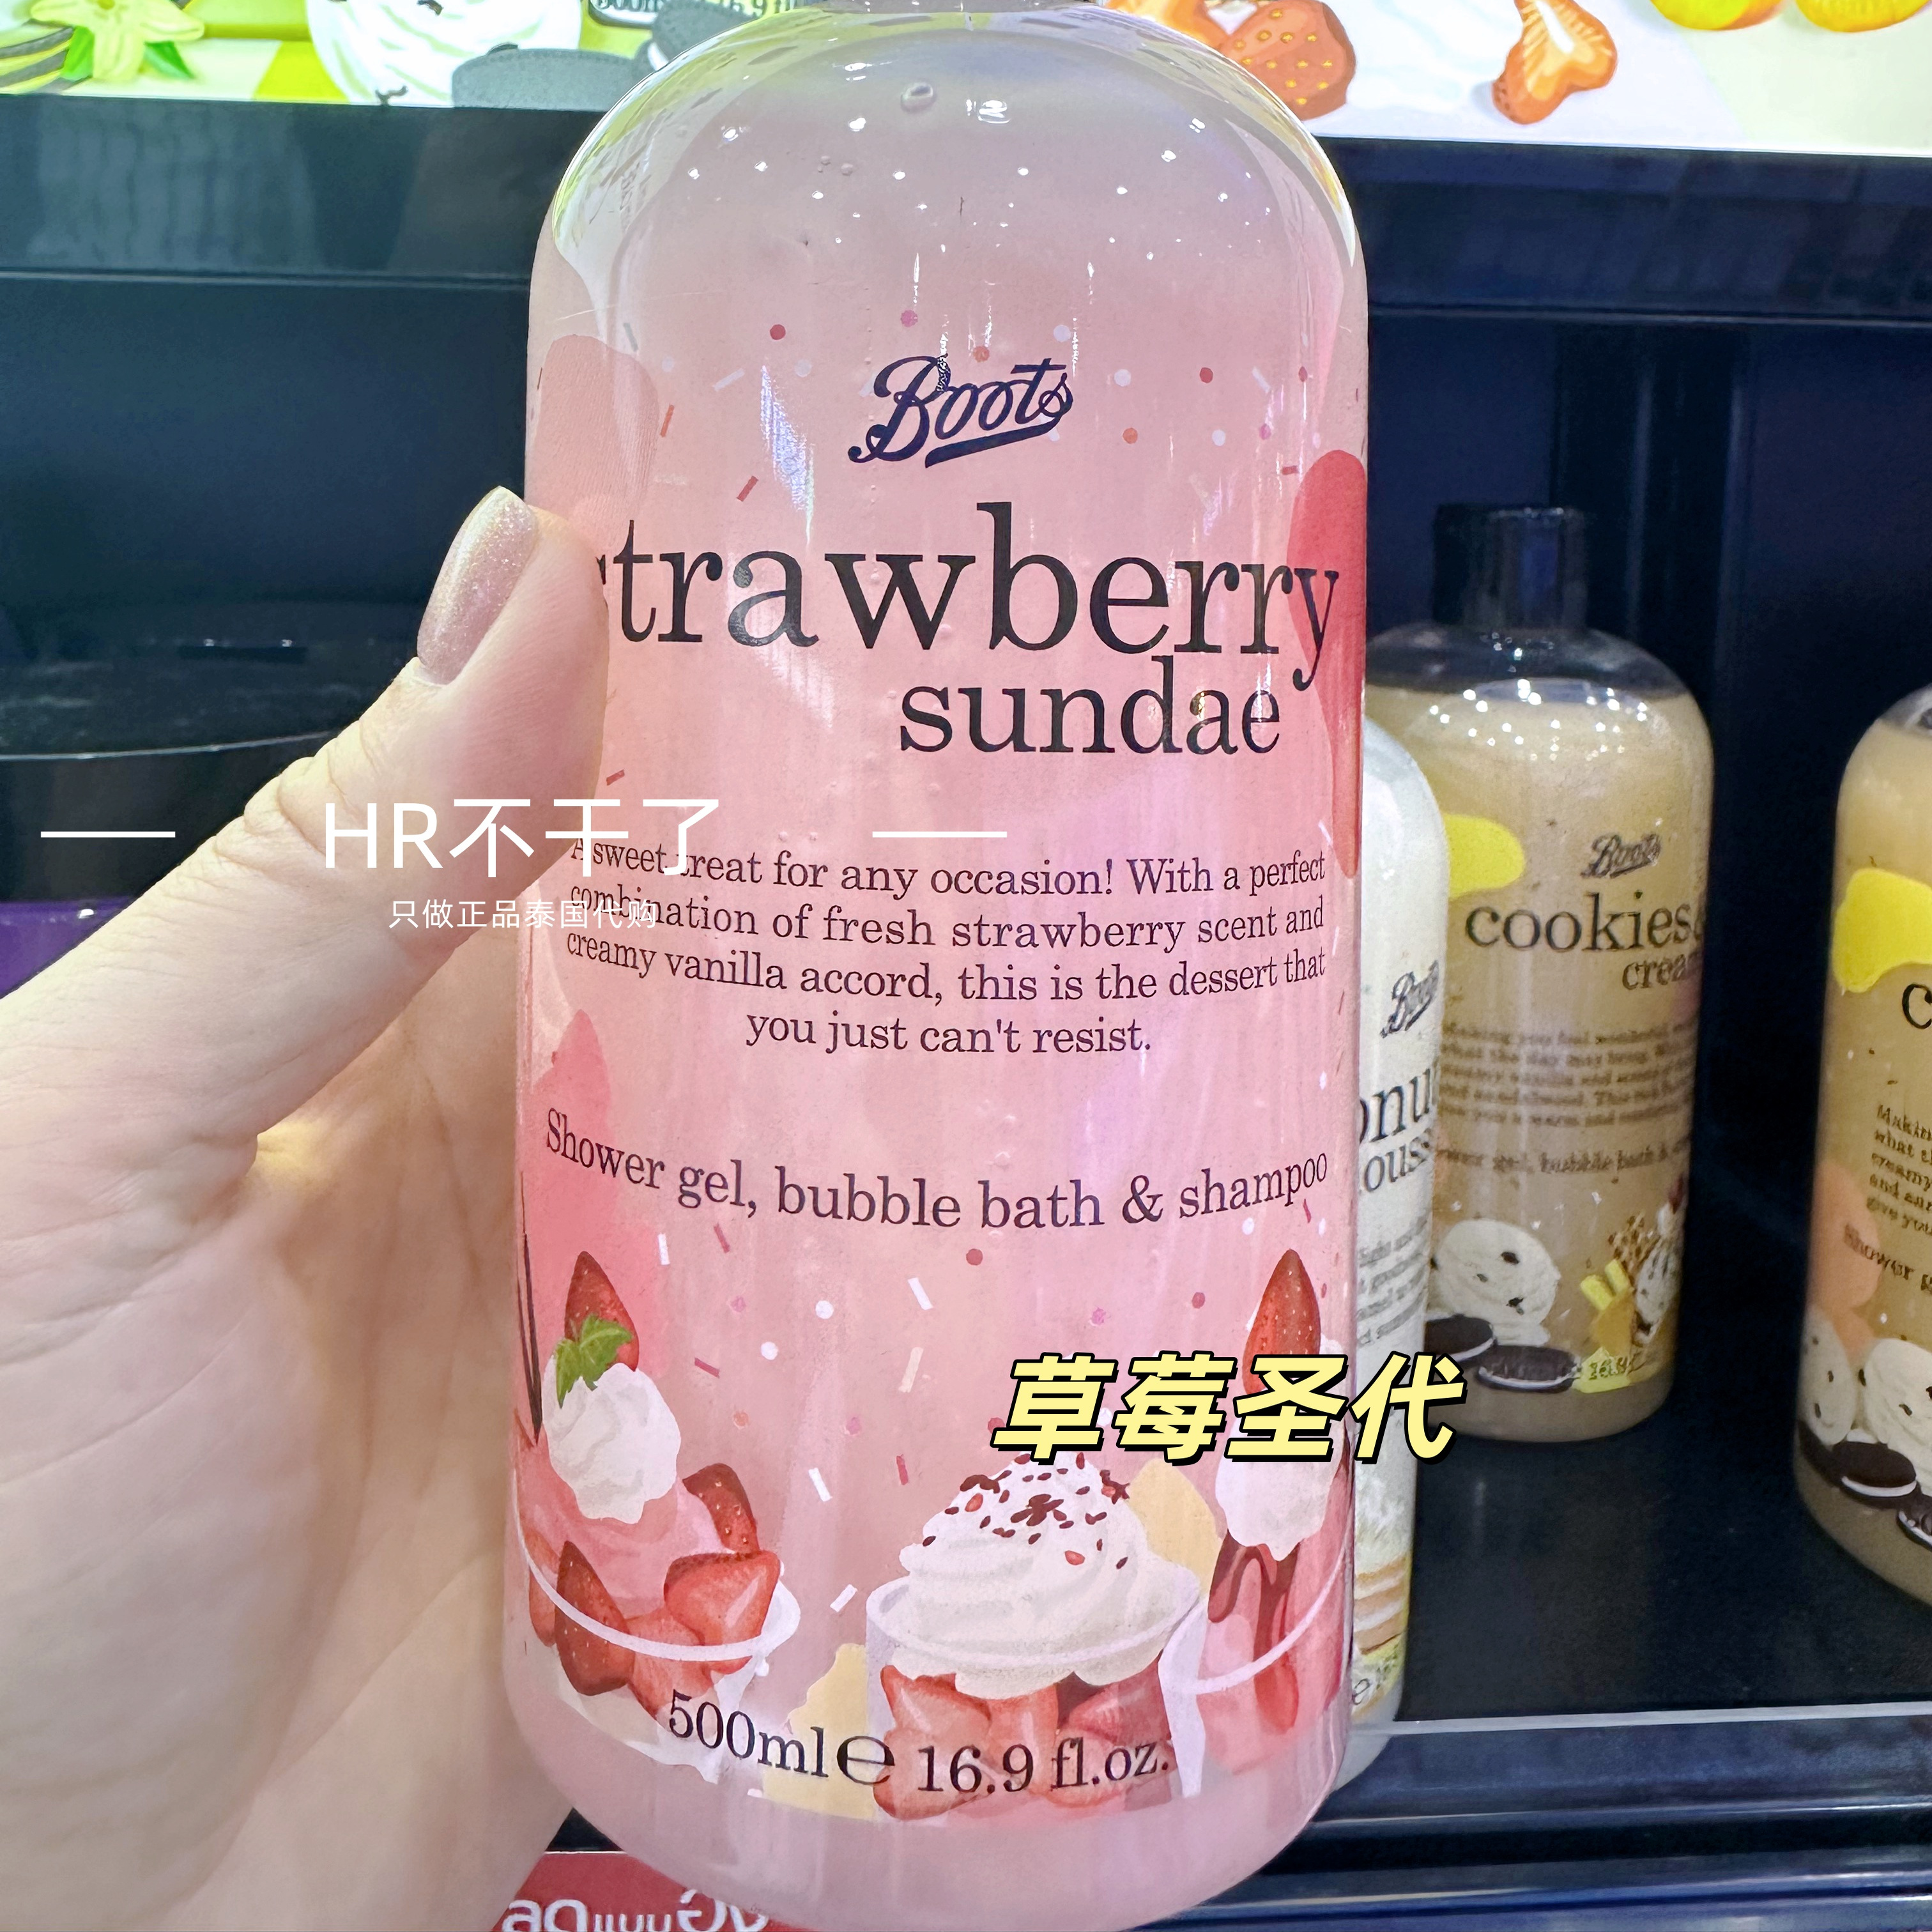 Boots
strawberry
sundae
HR不干了
只做正品泰国代购
A sweet treat for any occasion! With a perfect
combination of fresh strawberry scent and
creamy vanilla accord, this is the dessert that
you just can't resist.
Shower gel, bubble bath & shampoo
草莓圣代
500ml℮ 16.9 fl.oz.
Boots
cookies&
cream
Boots